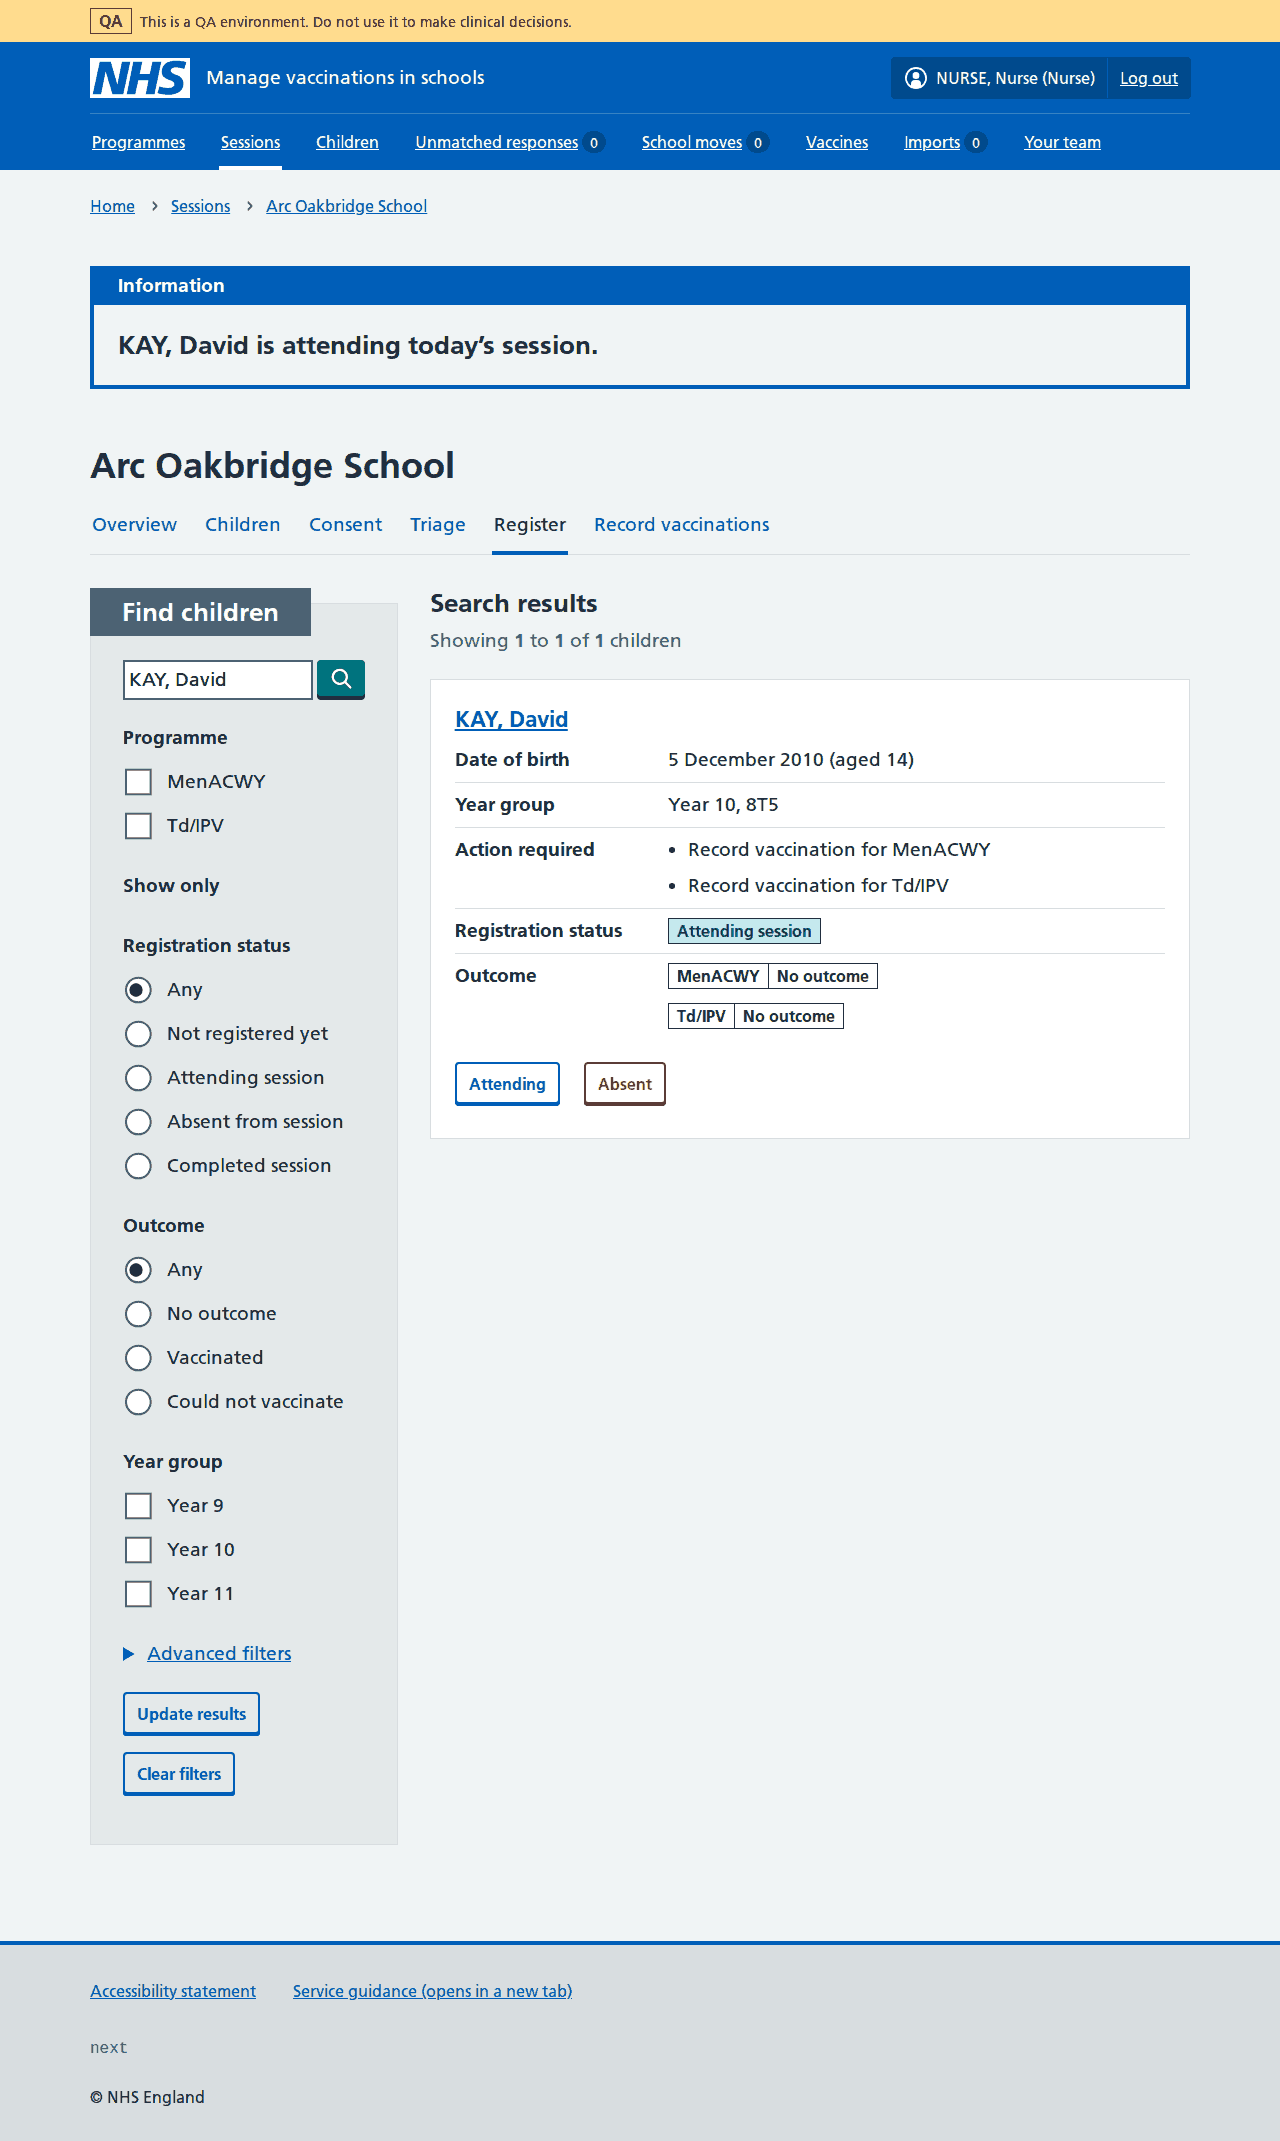 QA This is a QA environment. Do not use it to make clinical decisions.
NHS Manage vaccinations in schools NURSE, Nurse (Nurse) Log out
Programmes Sessions Children Unmatched responses 0 School moves 0 Vaccines Imports 0 Your team
Home Sessions Arc Oakbridge School
Information
KAY, David is attending today’s session.
Arc Oakbridge School
Overview Children Consent Triage Register Record vaccinations
Find children
KAY, David
Programme
MenACWY
Td/IPV
Show only
Registration status
Any
Not registered yet
Attending session
Absent from session
Completed session
Outcome
Any
No outcome
Vaccinated
Could not vaccinate
Year group
Year 9
Year 10
Year 11
Advanced filters
Update results
Clear filters
Search results
Showing 1 to 1 of 1 children
KAY, David
Date of birth 5 December 2010 (aged 14)
Year group Year 10, 8T5
Action required • Record vaccination for MenACWY
• Record vaccination for Td/IPV
Registration status Attending session
Outcome MenACWY No outcome
Td/IPV No outcome
Attending Absent
Accessibility statement Service guidance (opens in a new tab)
next
© NHS England